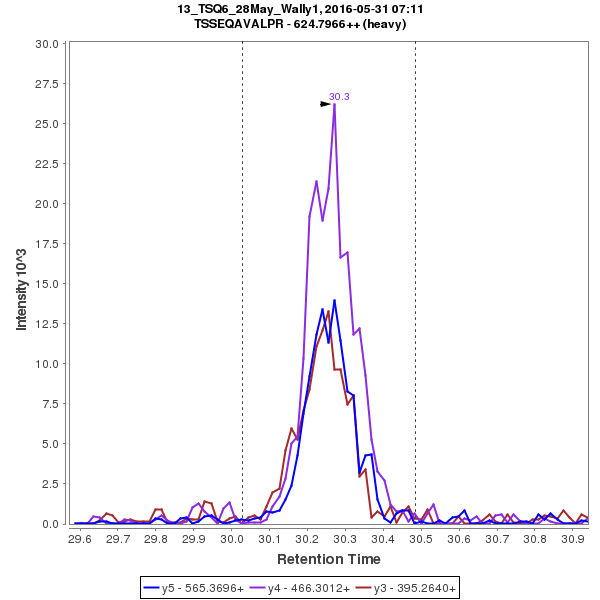 13_TSQ6_28May_Wally1, 2016-05-31 07:11
TSSEQAVALPR - 624.7966++ (heavy)
30.0
27.5
25.0
22.5
20.0
17.5
15.0
12.5
10.0
7.5
5.0
2.5
0.0
Intensity 10^3
30.3
29.6 29.7 29.8 29.9 30.0 30.1 30.2 30.3 30.4 30.5 30.6 30.7 30.8 30.9
Retention Time
y5 - 565.3696+ y4 - 466.3012+ y3 - 395.2640+